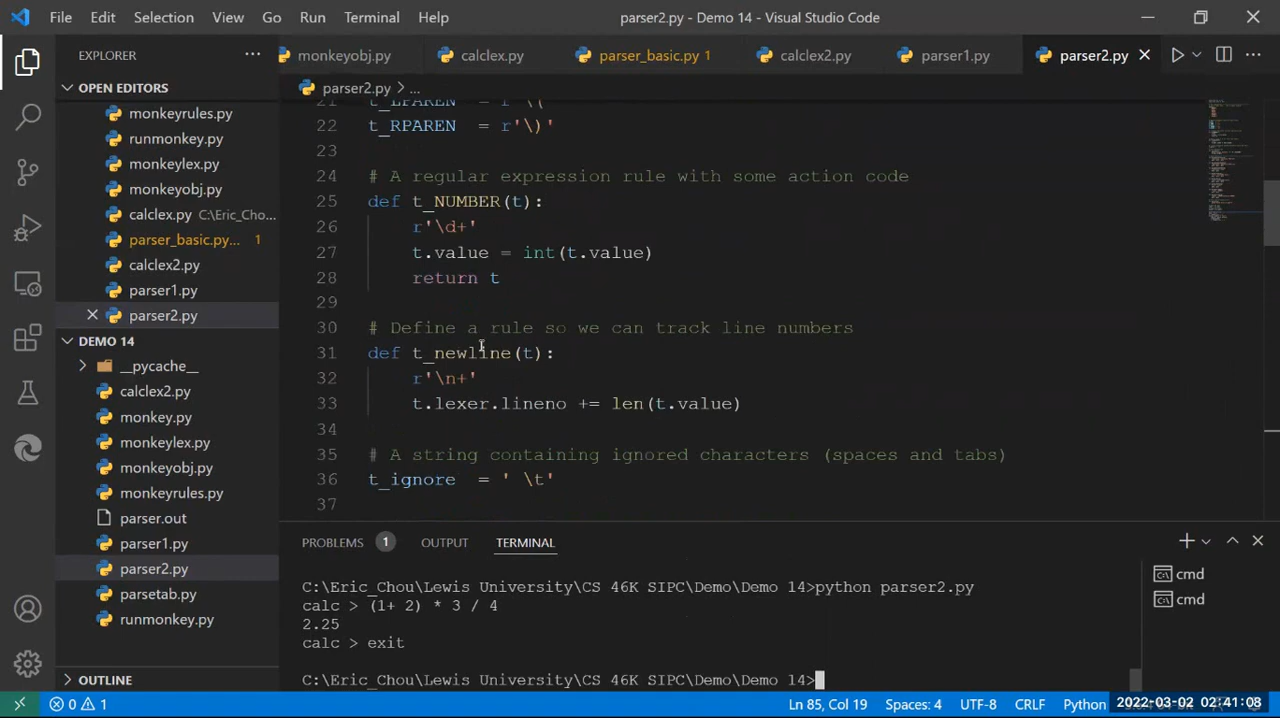 File Edit Selection View Go Run Terminal Help parser2.py - Demo 14 - Visual Studio Code
EXPLORER ... monkeyobj.py calclex.py parser_basic.py 1 calclex2.py parser1.py parser2.py ...
OPEN EDITORS
monkeyrules.py
runmonkey.py
monkeylex.py
monkeyobj.py
calclex.py C:\Eric_Cho...
parser_basic.py... 1
calclex2.py
parser1.py
parser2.py
DEMO 14
__pycache__
calclex2.py
monkey.py
monkeylex.py
monkeyobj.py
monkeyrules.py
parser.out
parser1.py
parser2.py
parsetab.py
runmonkey.py
OUTLINE
parser2.py > ...
21 t_LPAREN = r'\('
22 t_RPAREN = r'\)'
23
24 # A regular expression rule with some action code
25 def t_NUMBER(t):
26 r'\d+'
27 t.value = int(t.value)
28 return t
29
30 # Define a rule so we can track line numbers
31 def t_newline(t):
32 r'\n+'
33 t.lexer.lineno += len(t.value)
34
35 # A string containing ignored characters (spaces and tabs)
36 t_ignore = ' \t'
37
PROBLEMS 1 OUTPUT TERMINAL
C:\Eric_Chou\Lewis University\CS 46K SIPC\Demo\Demo 14>python parser2.py
calc > (1+ 2) * 3 / 4
2.25
calc > exit
C:\Eric_Chou\Lewis University\CS 46K SIPC\Demo\Demo 14>
cmd
cmd
0 1 Ln 85, Col 19 Spaces: 4 UTF-8 CRLF Python 2022-03-02 02:41:08